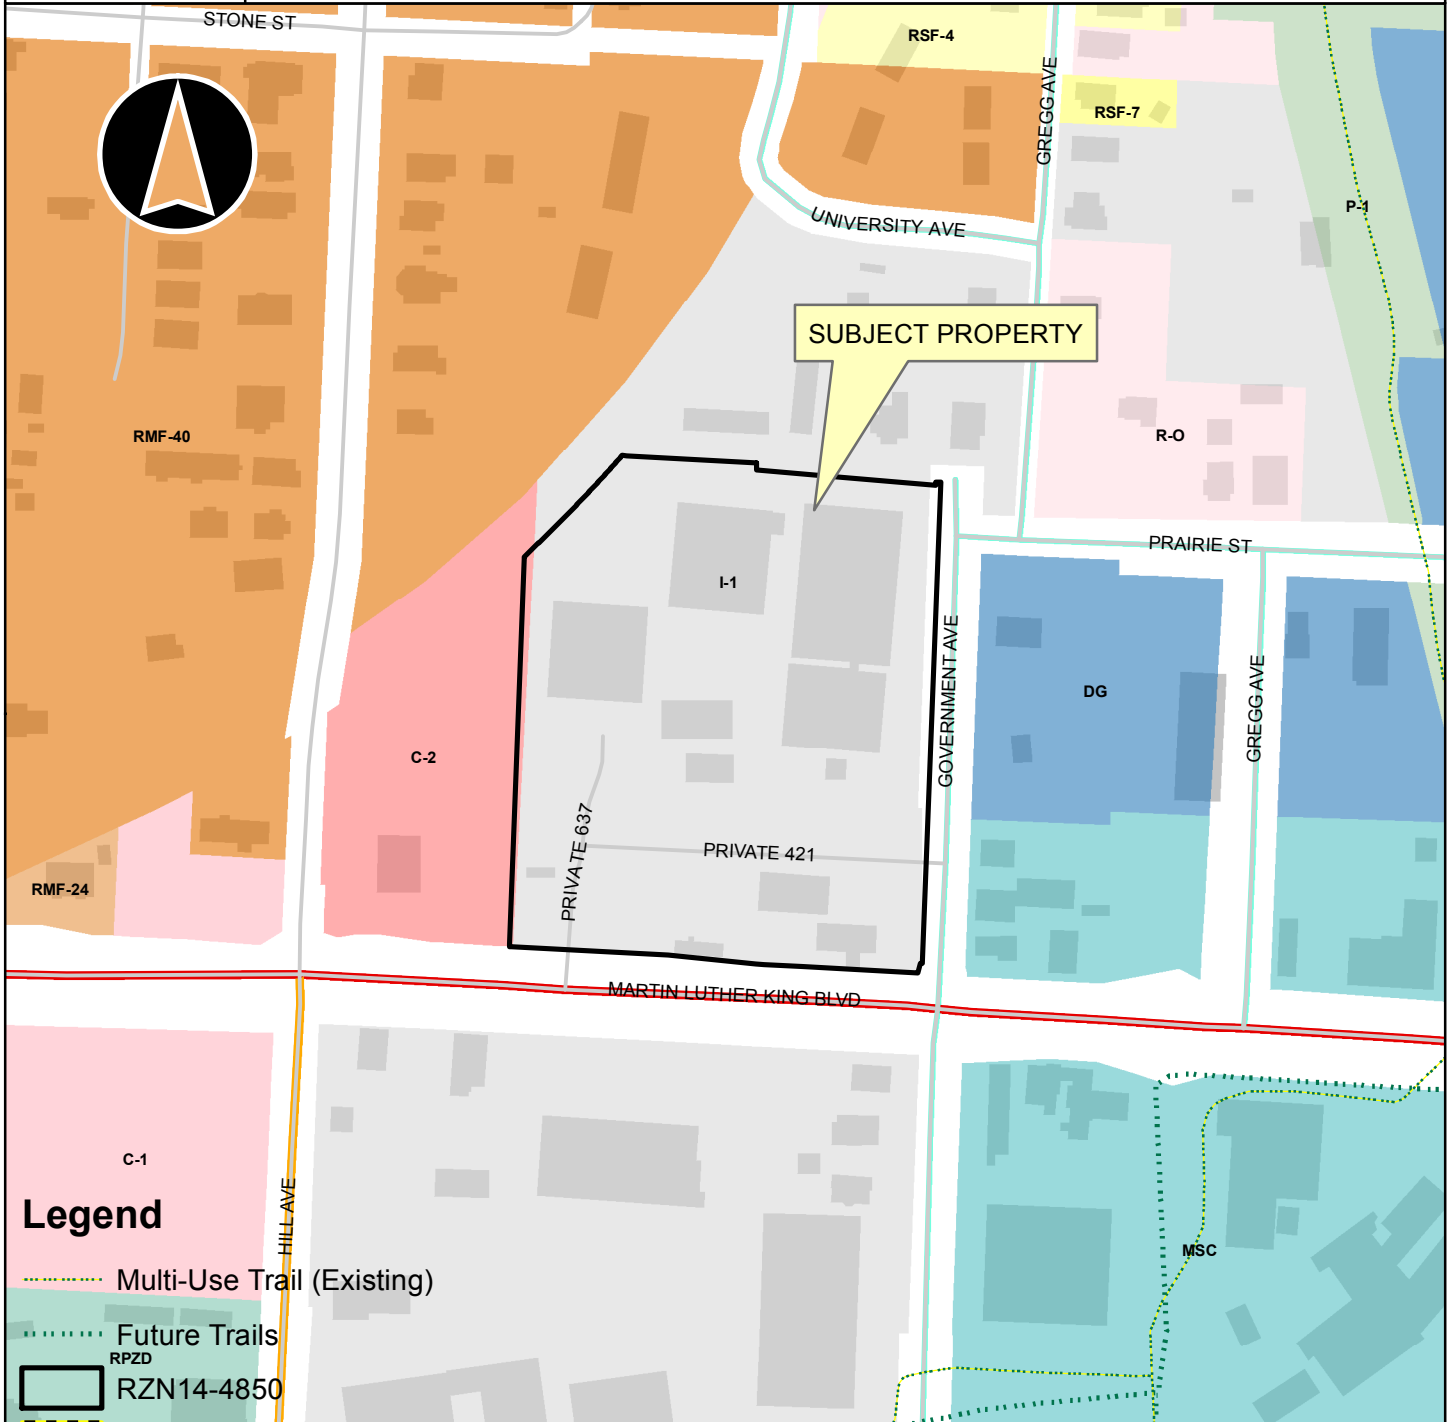 STONE ST
RSF-4
GREGG AVE
RSF-7
P-1
UNIVERSITY AVE
SUBJECT PROPERTY
RMF-40
R-O
PRAIRIE ST
I-1
GOVERNMENT AVE
GREGG AVE
DG
C-2
PRIVATE 637
PRIVATE 421
RMF-24
MARTIN LUTHER KING BLVD
C-1
HILL AVE
MSC
Legend
Multi-Use Trail (Existing)
Future Trails
RPZD
RZN14-4850